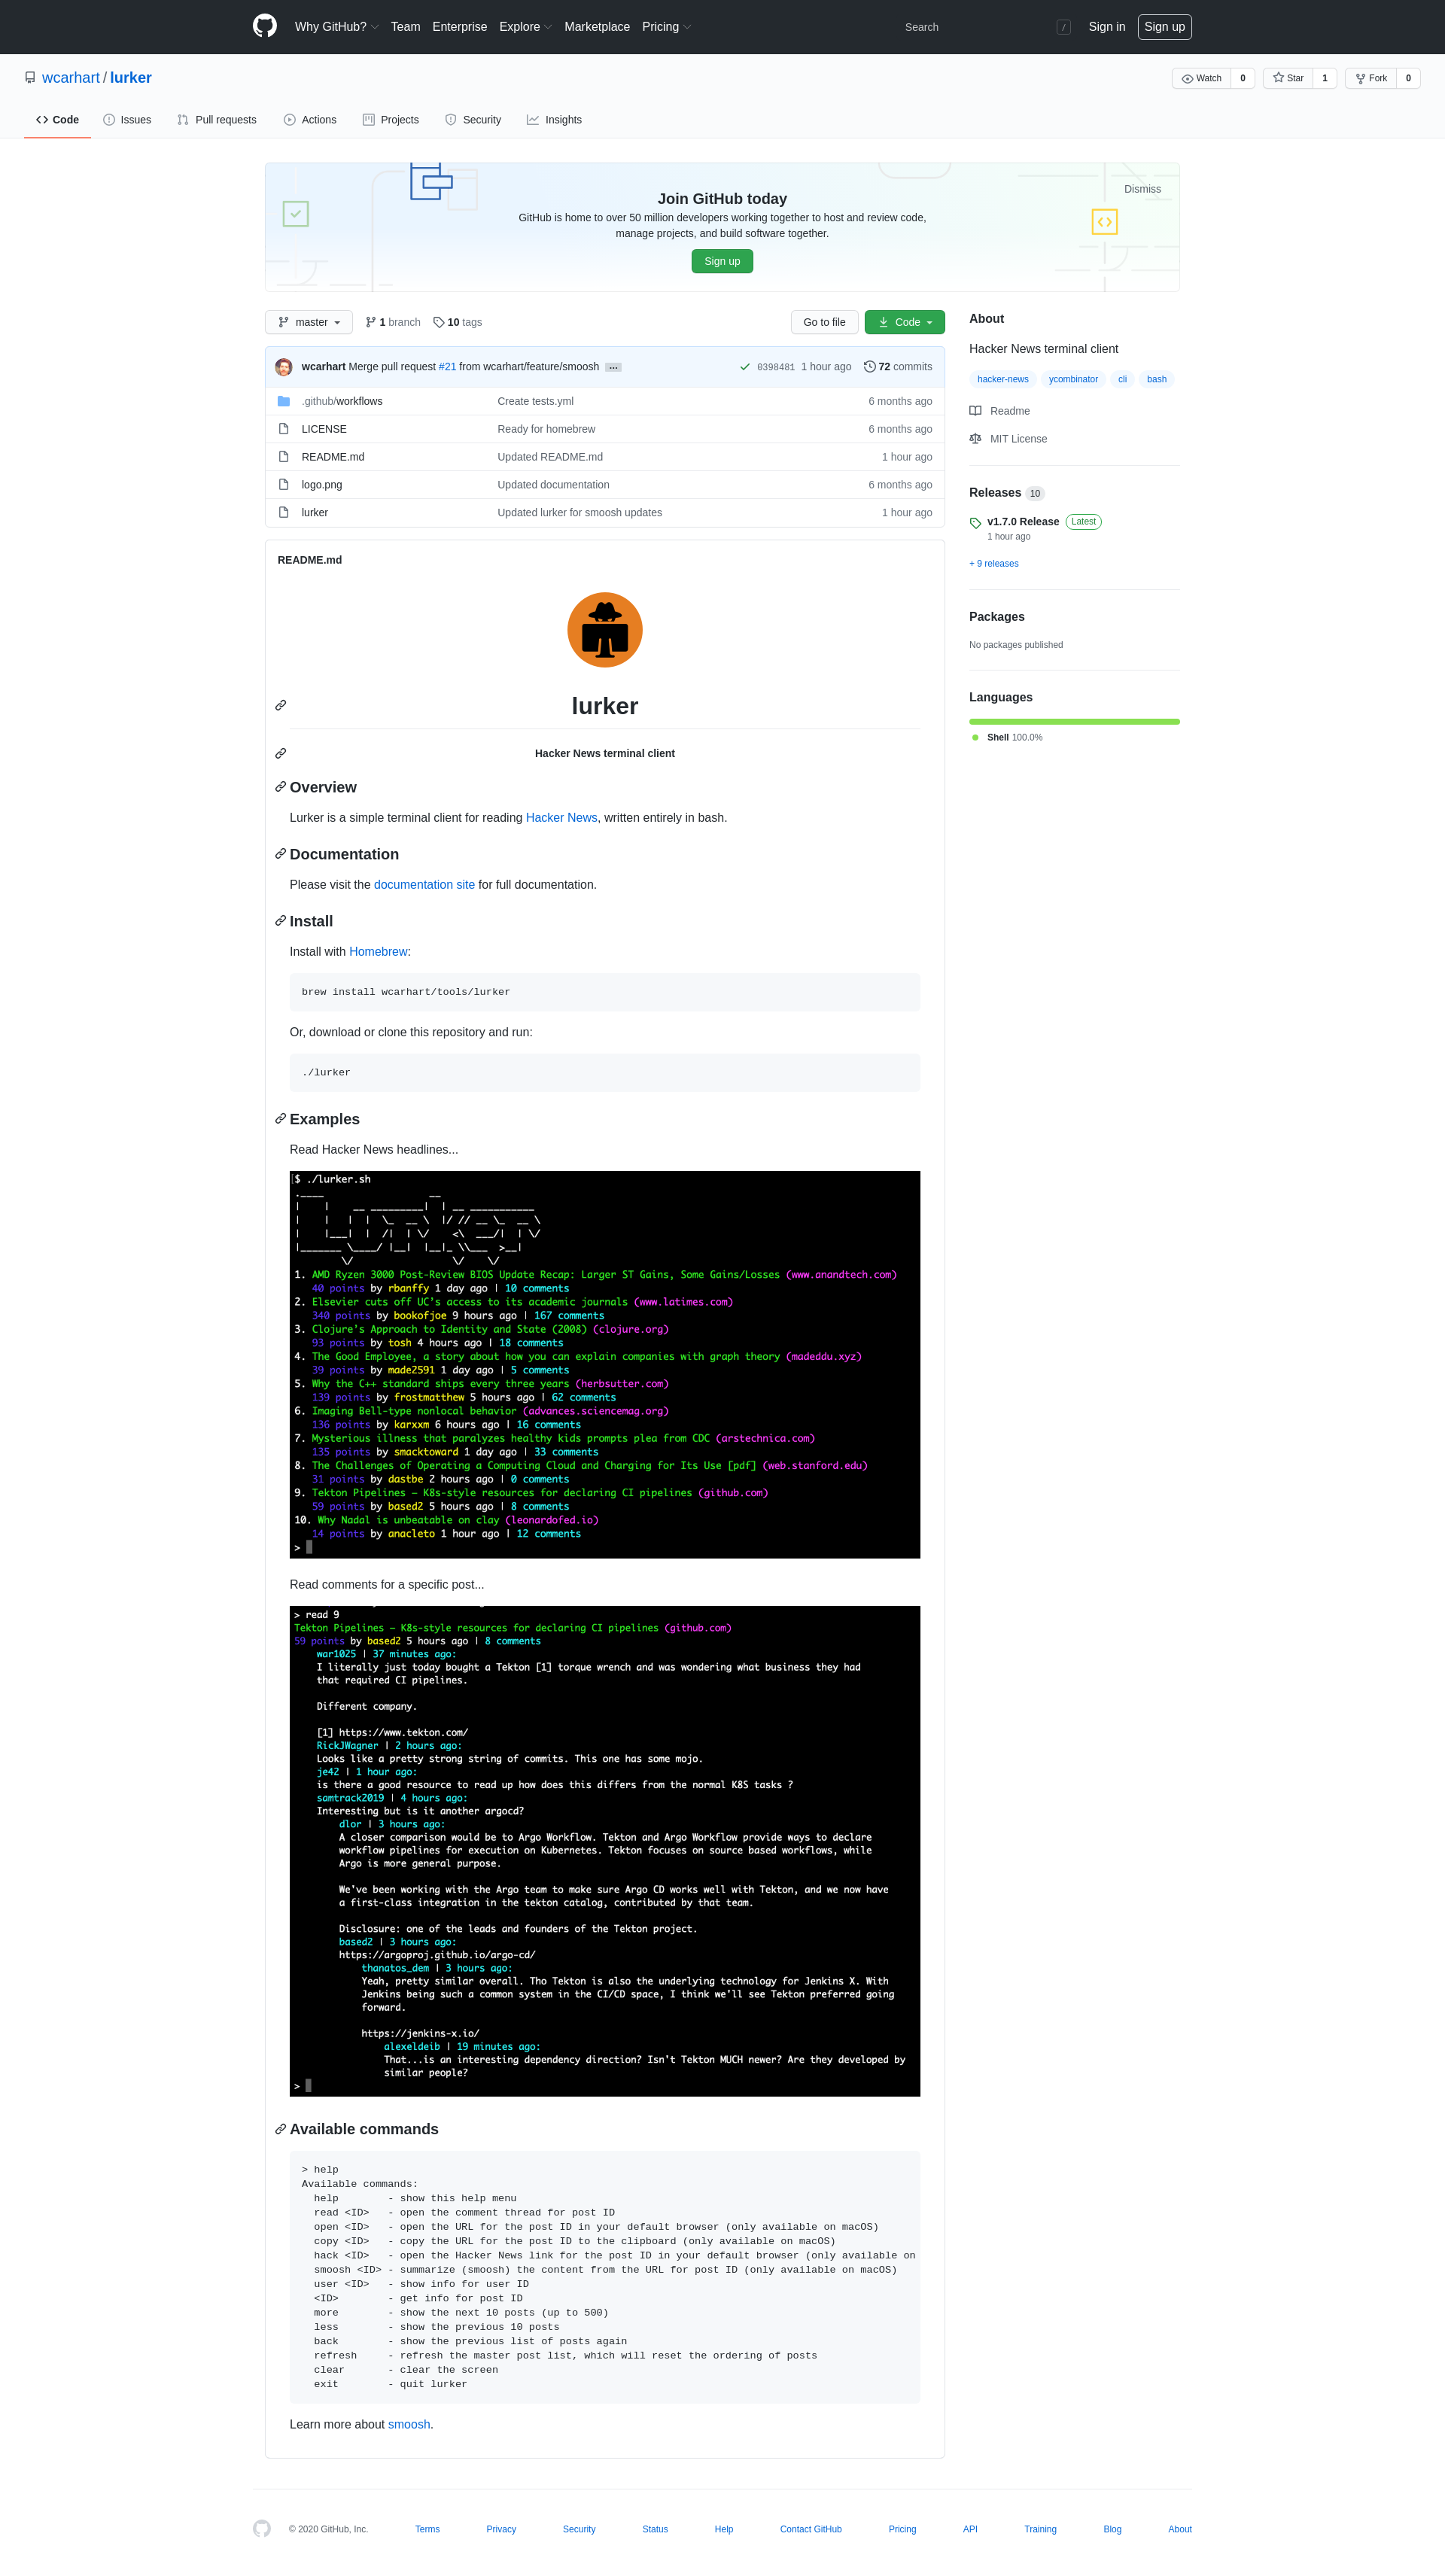 Why GitHub? Team Enterprise Explore Marketplace Pricing Search / Sign in Sign up
wcarhart / lurker Watch 0 Star 1 Fork 0
Code Issues Pull requests Actions Projects Security Insights
Join GitHub today
Dismiss
GitHub is home to over 50 million developers working together to host and review code,
manage projects, and build software together.
Sign up
master 1 branch 10 tags Go to file Code
wcarhart Merge pull request #21 from wcarhart/feature/smoosh ... 0398481 1 hour ago 72 commits
.github/workflows Create tests.yml 6 months ago
LICENSE Ready for homebrew 6 months ago
README.md Updated README.md 1 hour ago
logo.png Updated documentation 6 months ago
lurker Updated lurker for smoosh updates 1 hour ago
README.md
lurker
Hacker News terminal client
Overview
Lurker is a simple terminal client for reading Hacker News, written entirely in bash.
Documentation
Please visit the documentation site for full documentation.
Install
Install with Homebrew:
brew install wcarhart/tools/lurker
Or, download or clone this repository and run:
./lurker
Examples
Read Hacker News headlines...
$ ./lurker.sh
1. AMD Ryzen 3000 Post-Review BIOS Update Recap: Larger ST Gains, Some Gains/Losses (www.anandtech.com)
40 points by rbanffy 1 day ago | 10 comments
2. Elsevier cuts off UC's access to its academic journals (www.latimes.com)
340 points by bookofjoe 9 hours ago | 167 comments
3. Clojure's Approach to Identity and State (2008) (clojure.org)
93 points by tosh 4 hours ago | 18 comments
4. The Good Employee, a story about how you can explain companies with graph theory (madeddu.xyz)
39 points by made2591 1 day ago | 5 comments
5. Why the C++ standard ships every three years (herbsutter.com)
139 points by frostmatthew 5 hours ago | 62 comments
6. Imaging Bell-type nonlocal behavior (advances.sciencemag.org)
136 points by karxxm 6 hours ago | 16 comments
7. Mysterious illness that paralyzes healthy kids prompts plea from CDC (arstechnica.com)
135 points by smacktoward 1 day ago | 33 comments
8. The Challenges of Operating a Computing Cloud and Charging for Its Use [pdf] (web.stanford.edu)
31 points by dastbe 2 hours ago | 0 comments
9. Tekton Pipelines – K8s-style resources for declaring CI pipelines (github.com)
59 points by based2 5 hours ago | 8 comments
10. Why Nadal is unbeatable on clay (leonardofed.io)
14 points by anacleto 1 hour ago | 12 comments
>
Read comments for a specific post...
> read 9
Tekton Pipelines – K8s-style resources for declaring CI pipelines (github.com)
59 points by based2 5 hours ago | 8 comments
war1025 | 37 minutes ago:
I literally just today bought a Tekton [1] torque wrench and was wondering what business they had
that required CI pipelines.
Different company.
[1] https://www.tekton.com/
RickJWagner | 2 hours ago:
Looks like a pretty strong string of commits. This one has some mojo.
je42 | 1 hour ago:
is there a good resource to read up how does this differs from the normal K8S tasks ?
samtrack2019 | 4 hours ago:
Interesting but is it another argocd?
dlor | 3 hours ago:
A closer comparison would be to Argo Workflow. Tekton and Argo Workflow provide ways to declare
workflow pipelines for execution on Kubernetes. Tekton focuses on source based workflows, while
Argo is more general purpose.
We've been working with the Argo team to make sure Argo CD works well with Tekton, and we now have
a first-class integration in the tekton catalog, contributed by that team.
Disclosure: one of the leads and founders of the Tekton project.
based2 | 3 hours ago:
https://argoproj.github.io/argo-cd/
thanatos_dem | 3 hours ago:
Yeah, pretty similar overall. Tho Tekton is also the underlying technology for Jenkins X. With
Jenkins being such a common system in the CI/CD space, I think we'll see Tekton preferred going
forward.
https://jenkins-x.io/
alexeldeib | 19 minutes ago:
That...is an interesting dependency direction? Isn't Tekton MUCH newer? Are they developed by
similar people?
>
Available commands
> help
Available commands:
help - show this help menu
read <ID> - open the comment thread for post ID
open <ID> - open the URL for the post ID in your default browser (only available on macOS)
copy <ID> - copy the URL for the post ID to the clipboard (only available on macOS)
hack <ID> - open the Hacker News link for the post ID in your default browser (only available on
smoosh <ID> - summarize (smoosh) the content from the URL for post ID (only available on macOS)
user <ID> - show info for user ID
<ID> - get info for post ID
more - show the next 10 posts (up to 500)
less - show the previous 10 posts
back - show the previous list of posts again
refresh - refresh the master post list, which will reset the ordering of posts
clear - clear the screen
exit - quit lurker
Learn more about smoosh.
About
Hacker News terminal client
hacker-news ycombinator cli bash
Readme
MIT License
Releases 10
v1.7.0 Release Latest
1 hour ago
+ 9 releases
Packages
No packages published
Languages
Shell 100.0%
© 2020 GitHub, Inc. Terms Privacy Security Status Help Contact GitHub Pricing API Training Blog About